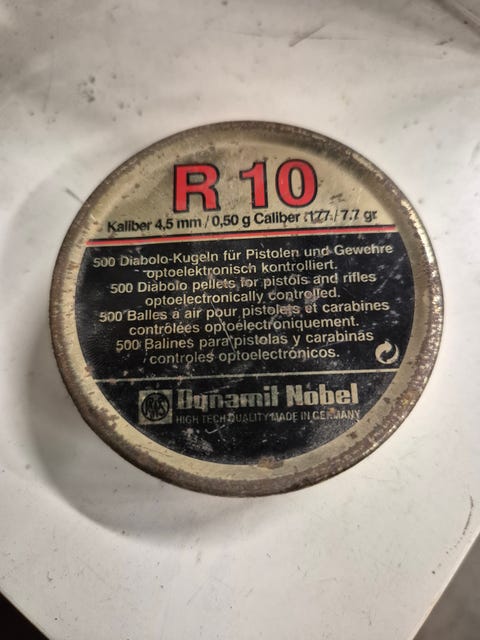 R 10
Kaliber 4,5 mm / 0,50 g Caliber .177 / 7.7 gr
500 Diabolo-Kugeln für Pistolen und Gewehre
optoelektronisch kontrolliert.
500 Diabolo pellets for pistols and rifles
optoelectronically controlled.
500 Balles à air pour pistolets et carabines
contrôlées optoélectroniquement.
500 Balines para pistolas y carabinas
controles optoelectrónicos.
RWS Dynamit Nobel
HIGH TECH QUALITY MADE IN GERMANY